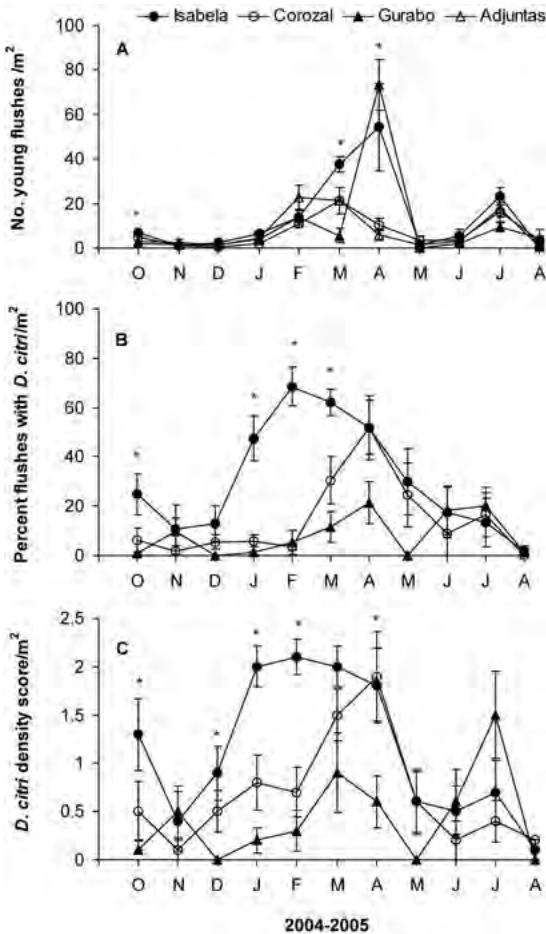 Isabela Corozal Gurabo Adjuntas
A
No. young flushes /m²
100
80
60
40
20
0
* * *
O N D J F M A M J J A
B
Percent flushes with D. citri/m²
100
80
60
40
20
0
* * * *
O N D J F M A M J J A
C
D. citri density score/m²
2.5
2
1.5
1
0.5
0
* * * * *
O N D J F M A M J J A
2004-2005